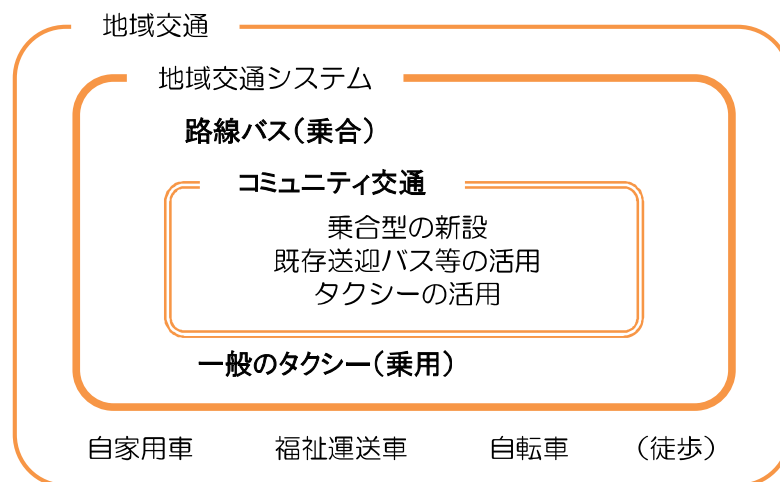 地域交通
地域交通システム
路線バス（乗合）
コミュニティ交通
乗合型の新設
既存送迎バス等の活用
タクシーの活用
一般のタクシー（乗用）
自家用車 福祉運送車 自転車 （徒歩）